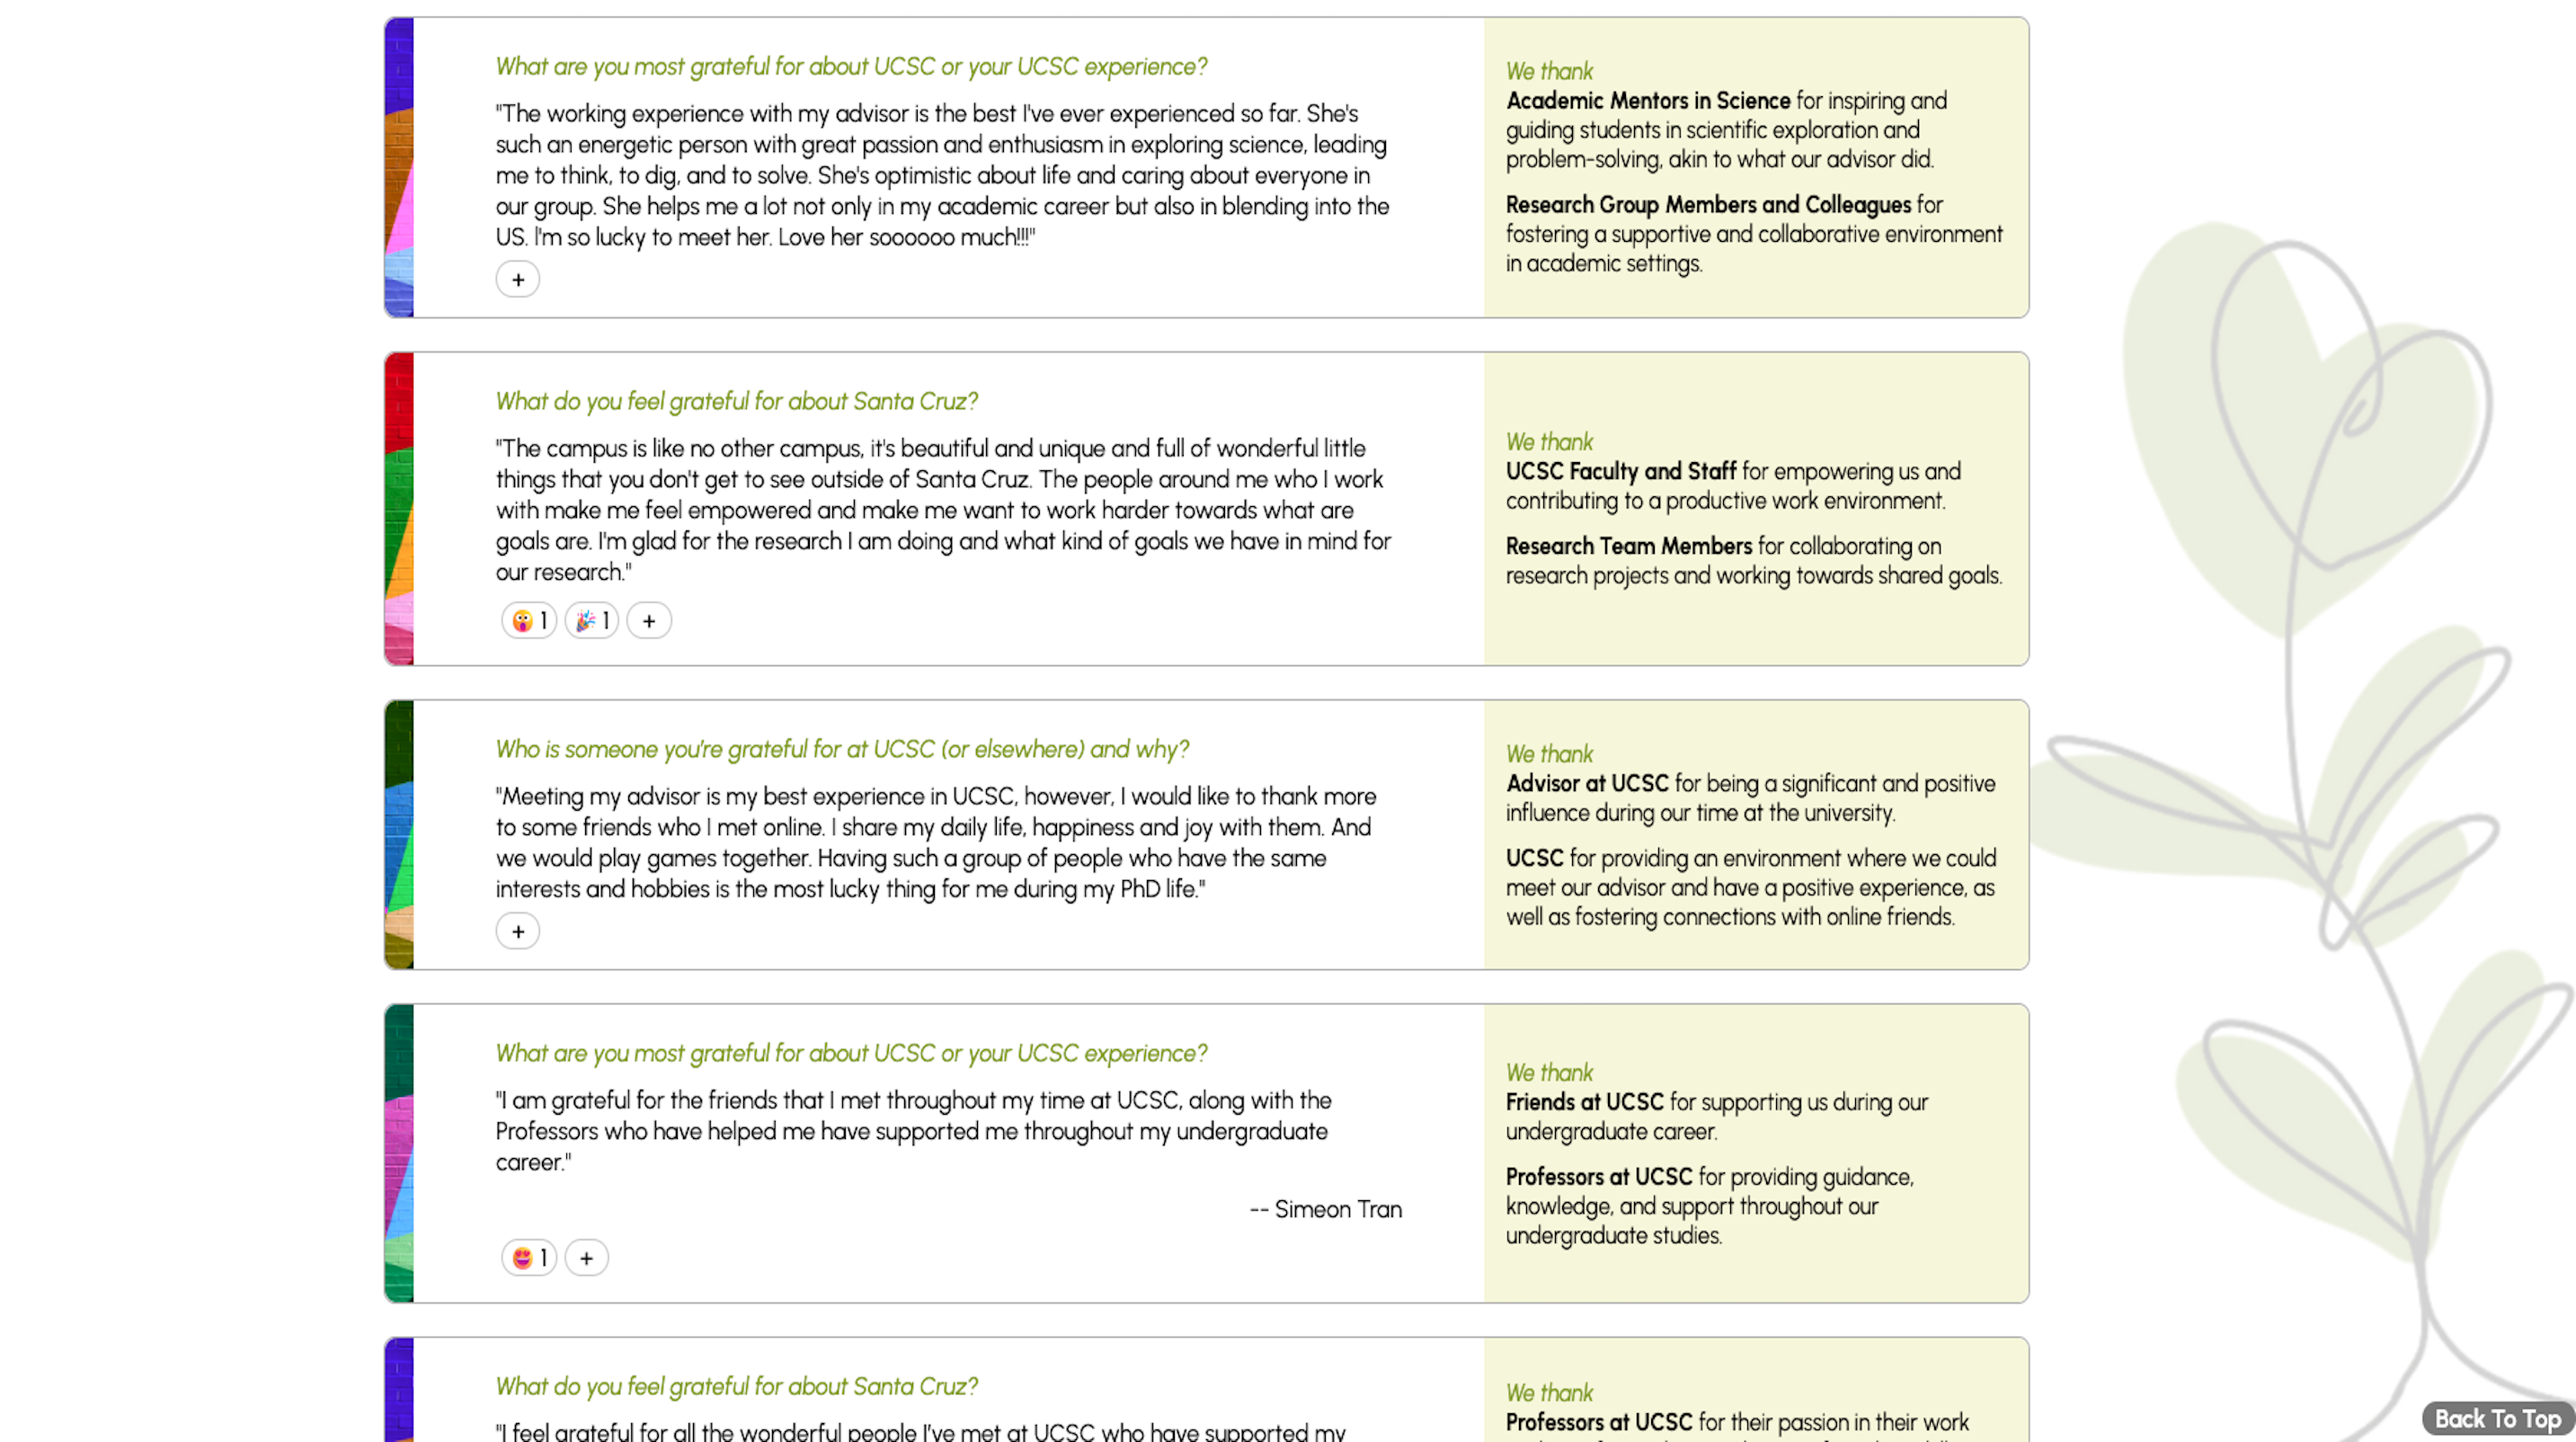 What are you most grateful for about UCSC or your UCSC experience?
"The working experience with my advisor is the best I've ever experienced so far. She's
such an energetic person with great passion and enthusiasm in exploring science, leading
me to think, to dig, and to solve. She's optimistic about life and caring about everyone in
our group. She helps me a lot not only in my academic career but also in blending into the
US. I'm so lucky to meet her. Love her soooooo much!!!"
+
We thank
Academic Mentors in Science for inspiring and
guiding students in scientific exploration and
problem-solving, akin to what our advisor did.
Research Group Members and Colleagues for
fostering a supportive and collaborative environment
in academic settings.
What do you feel grateful for about Santa Cruz?
"The campus is like no other campus, it's beautiful and unique and full of wonderful little
things that you don't get to see outside of Santa Cruz. The people around me who I work
with make me feel empowered and make me want to work harder towards what are
goals are. I'm glad for the research I am doing and what kind of goals we have in mind for
our research."
😲 1 🎉 1 +
We thank
UCSC Faculty and Staff for empowering us and
contributing to a productive work environment.
Research Team Members for collaborating on
research projects and working towards shared goals.
Who is someone you're grateful for at UCSC (or elsewhere) and why?
"Meeting my advisor is my best experience in UCSC, however, I would like to thank more
to some friends who I met online. I share my daily life, happiness and joy with them. And
we would play games together. Having such a group of people who have the same
interests and hobbies is the most lucky thing for me during my PhD life."
+
We thank
Advisor at UCSC for being a significant and positive
influence during our time at the university.
UCSC for providing an environment where we could
meet our advisor and have a positive experience, as
well as fostering connections with online friends.
What are you most grateful for about UCSC or your UCSC experience?
"I am grateful for the friends that I met throughout my time at UCSC, along with the
Professors who have helped me have supported me throughout my undergraduate
career."
-- Simeon Tran
😍 1 +
We thank
Friends at UCSC for supporting us during our
undergraduate career.
Professors at UCSC for providing guidance,
knowledge, and support throughout our
undergraduate studies.
What do you feel grateful for about Santa Cruz?
"I feel grateful for all the wonderful people I've met at UCSC who have supported my
We thank
Professors at UCSC for their passion in their work
Back To Top